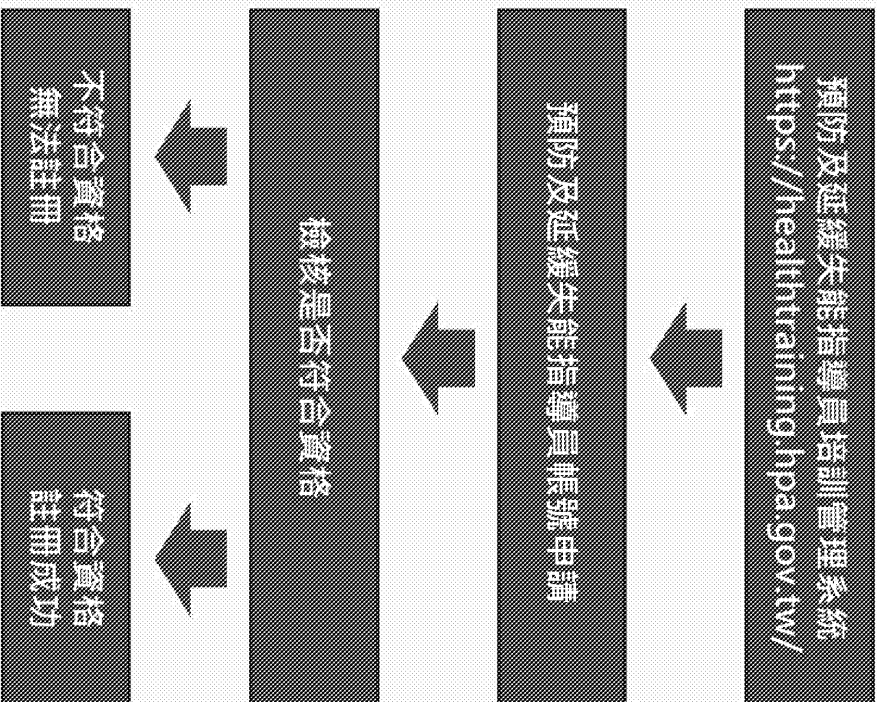 預防及延緩失能指導員培訓管理系統
https://healthtraining.hpa.gov.tw/
預防及延緩失能指導員帳號申請
檢核是否符合資格
不符合資格
無法註冊
符合資格
註冊成功